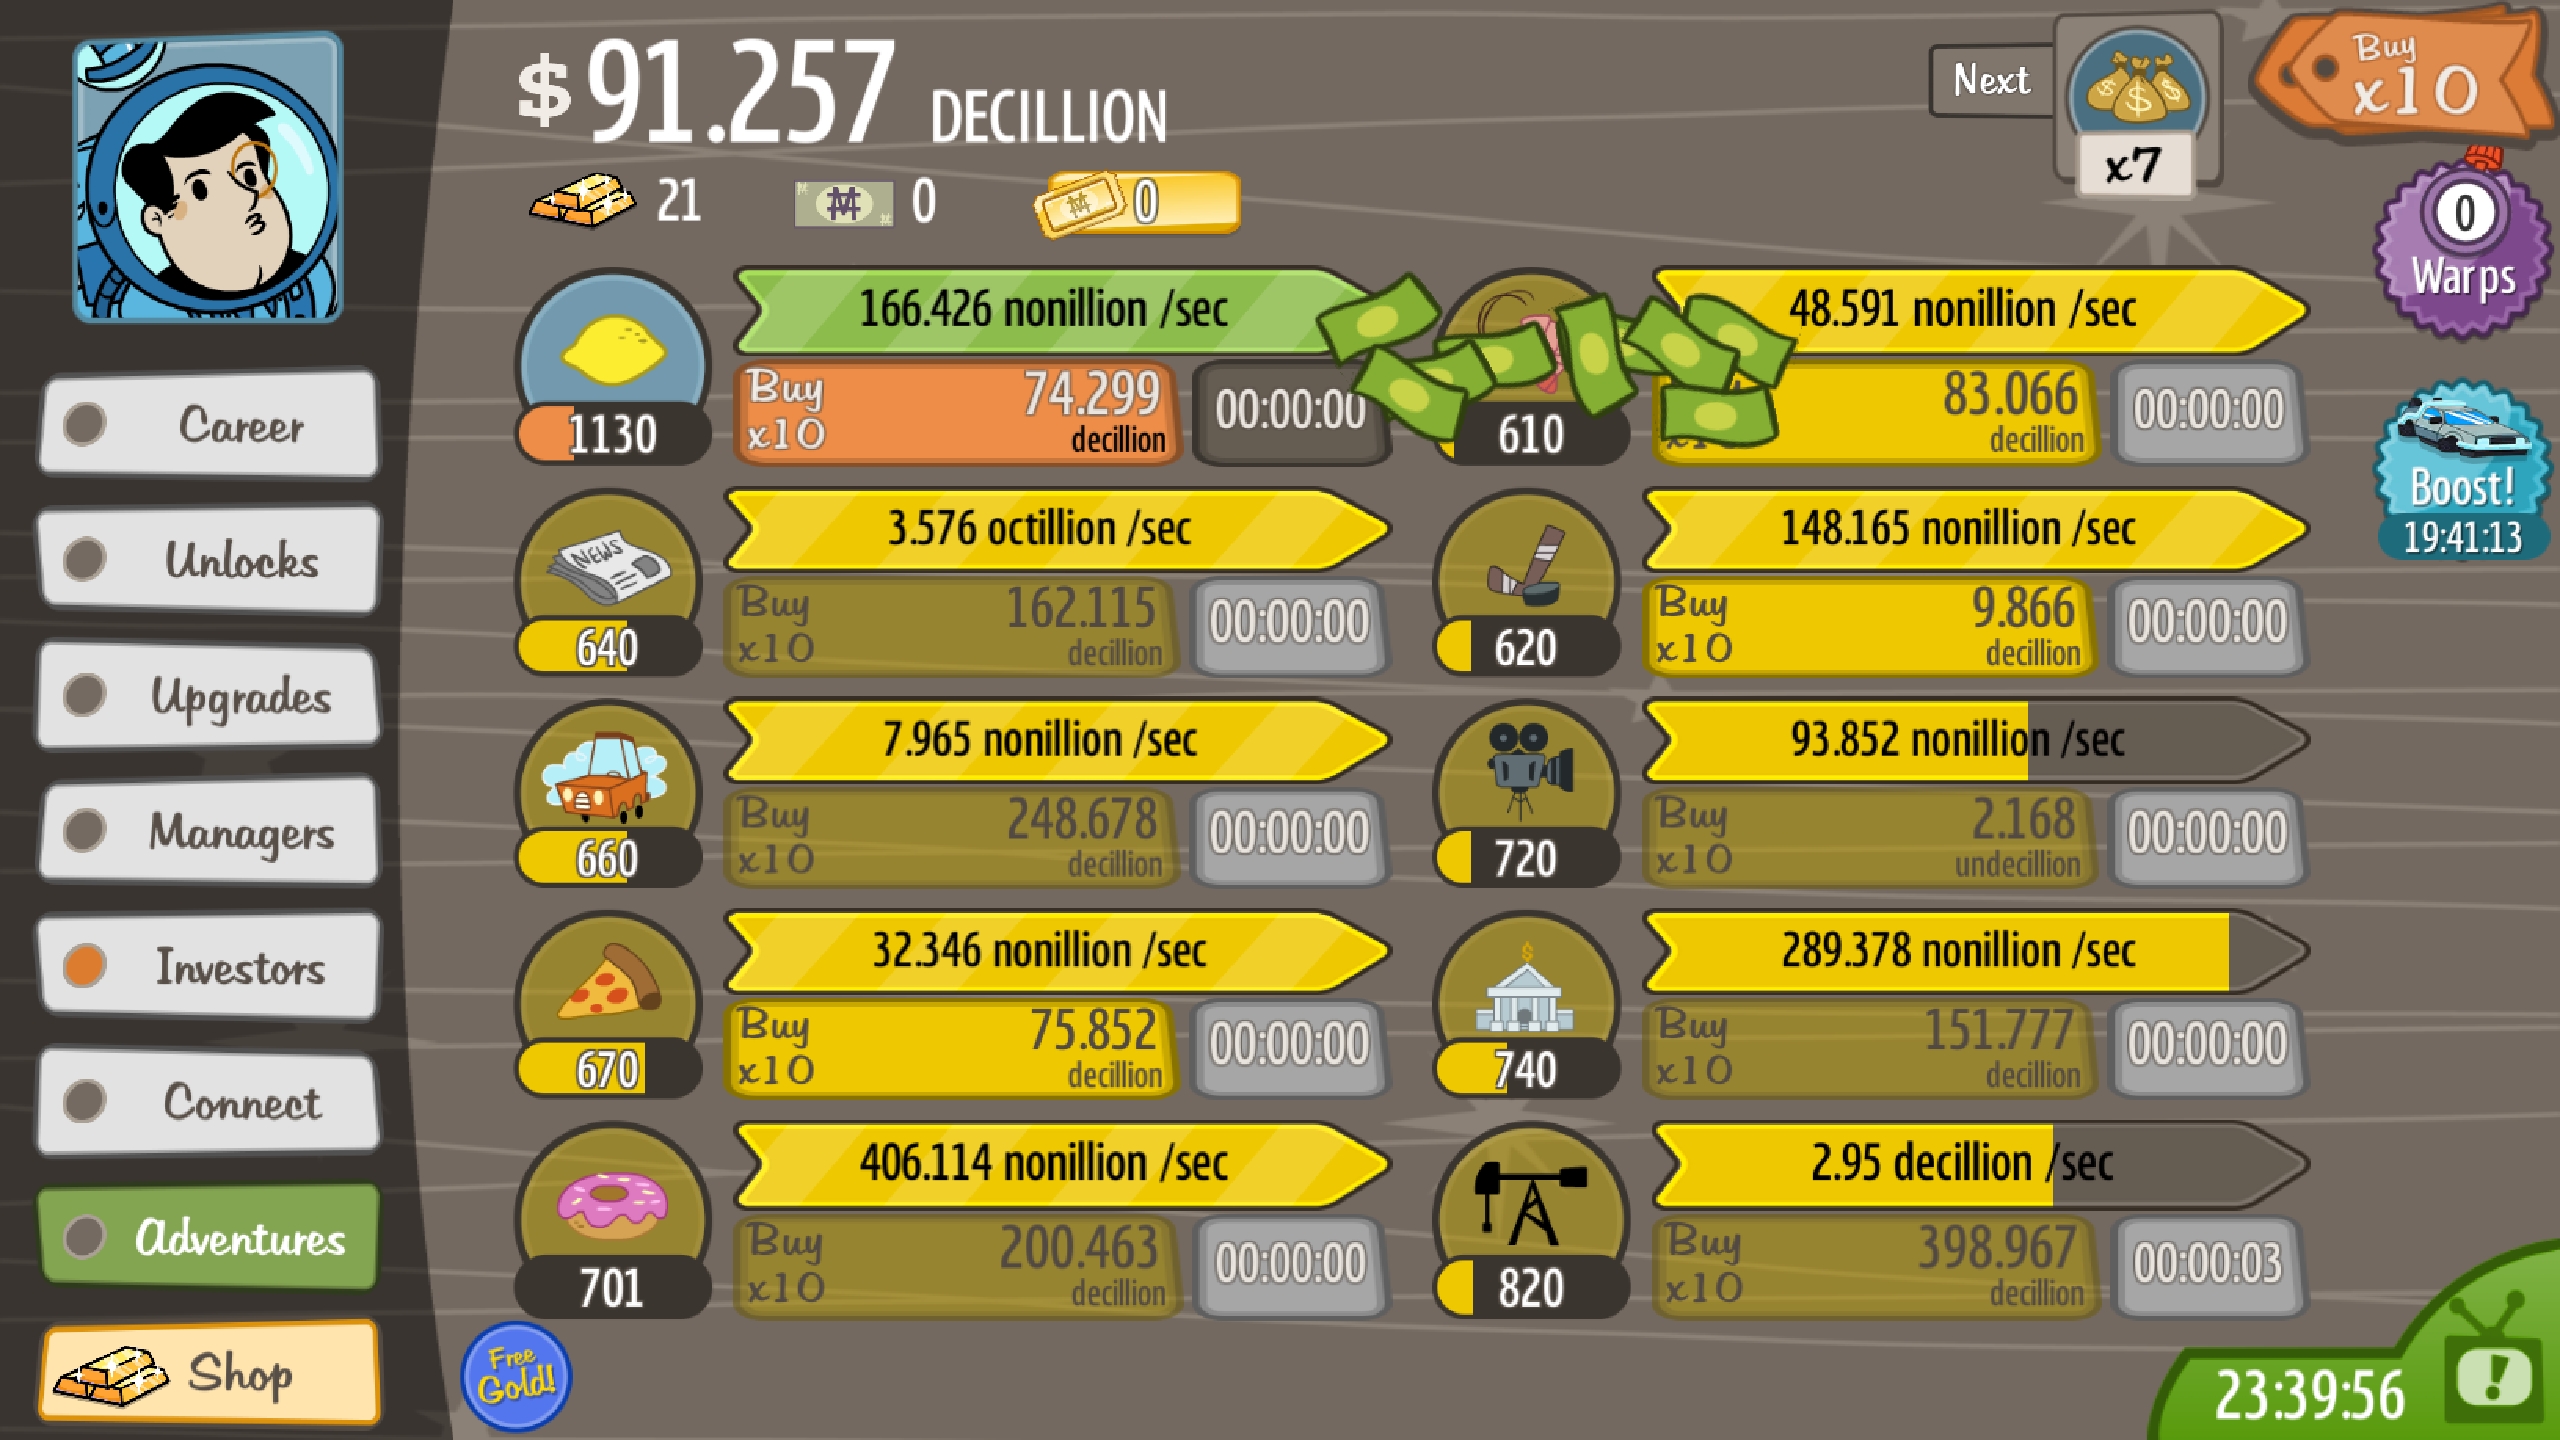 $91.257 DECILLION
21
0
0
Next
x7
Buy
x10
0
Warps
Boost!
19:41:13
Career
Unlocks
Upgrades
Managers
Investors
Connect
Adventures
Shop
166.426 nonillion /sec
Buy
x10
74.299
decillion
00:00:00
1130
NEWS
3.576 octillion /sec
Buy
x10
162.115
decillion
00:00:00
640
7.965 nonillion /sec
Buy
x10
248.678
decillion
00:00:00
660
32.346 nonillion /sec
Buy
x10
75.852
decillion
00:00:00
670
406.114 nonillion /sec
Buy
x10
200.463
decillion
00:00:00
701
48.591 nonillion /sec
83.066
decillion
00:00:00
610
148.165 nonillion /sec
Buy
x10
9.866
decillion
00:00:00
620
93.852 nonillion /sec
Buy
x10
2.168
undecillion
00:00:00
720
289.378 nonillion /sec
Buy
x10
151.777
decillion
00:00:00
740
2.95 decillion /sec
Buy
x10
398.967
decillion
00:00:03
820
Free
Gold!
23:39:56